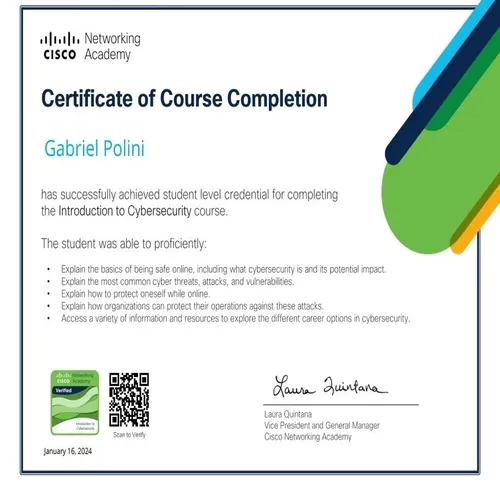 Networking
CISCO Academy
Certificate of Course Completion
Gabriel Polini
has successfully achieved student level credential for completing
the Introduction to Cybersecurity course.
The student was able to proficiently:
• Explain the basics of being safe online, including what cybersecurity is and its potential impact.
• Explain the most common cyber threats, attacks, and vulnerabilities.
• Explain how to protect oneself while online.
• Explain how organizations can protect their operations against these attacks.
• Access a variety of information and resources to explore the different career options in cybersecurity.
Networking
CISCO Academy
Verified
Introduction to
Cybersecurity
Scan to Verify
January 16, 2024
Laura Quintana
Laura Quintana
Vice President and General Manager
Cisco Networking Academy